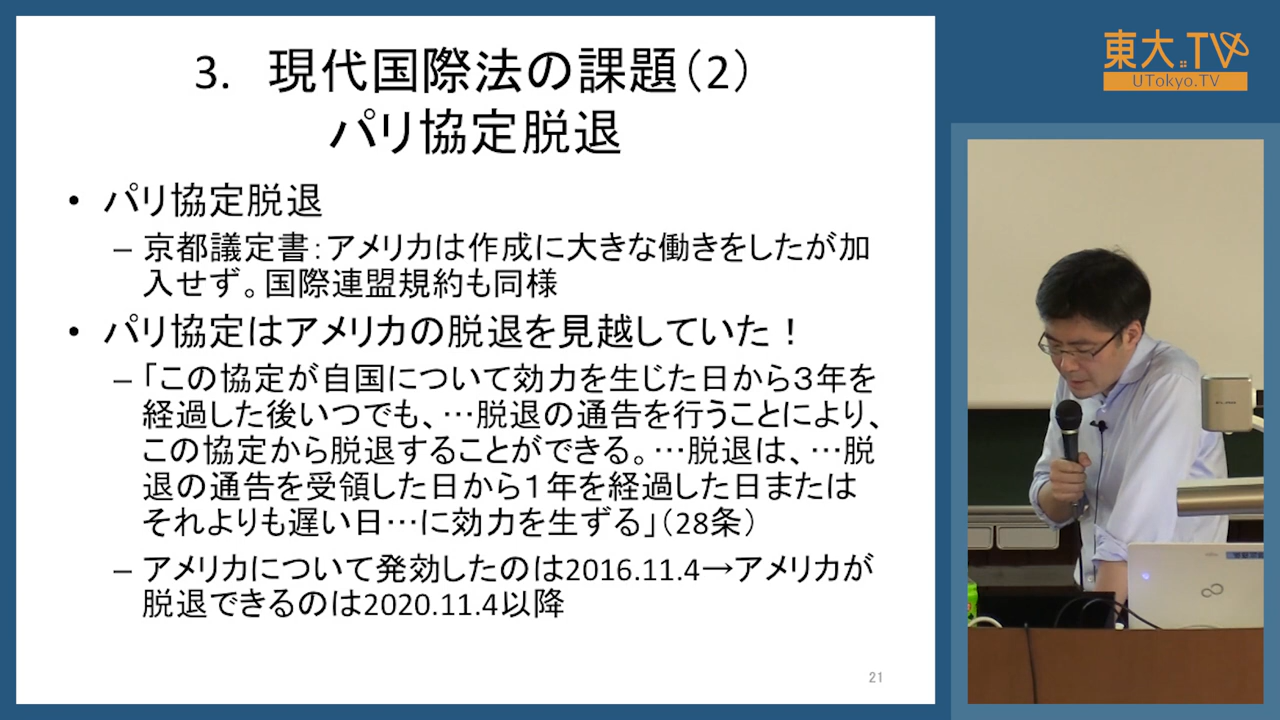 3. 現代国際法の課題(2)
パリ協定脱退
• パリ協定脱退
– 京都議定書:アメリカは作成に大きな働きをしたが加
入せず。国際連盟規約も同様
• パリ協定はアメリカの脱退を見越していた!
– 「この協定が自国について効力を生じた日から3年を
経過した後いつでも、…脱退の通告を行うことにより、
この協定から脱退することができる。…脱退は、…脱
退の通告を受領した日から1年を経過した日または
それよりも遅い日…に効力を生ずる」(28条)
– アメリカについて発効したのは2016.11.4→アメリカが
脱退できるのは2020.11.4以降
21
東大.TV
UTokyo.TV